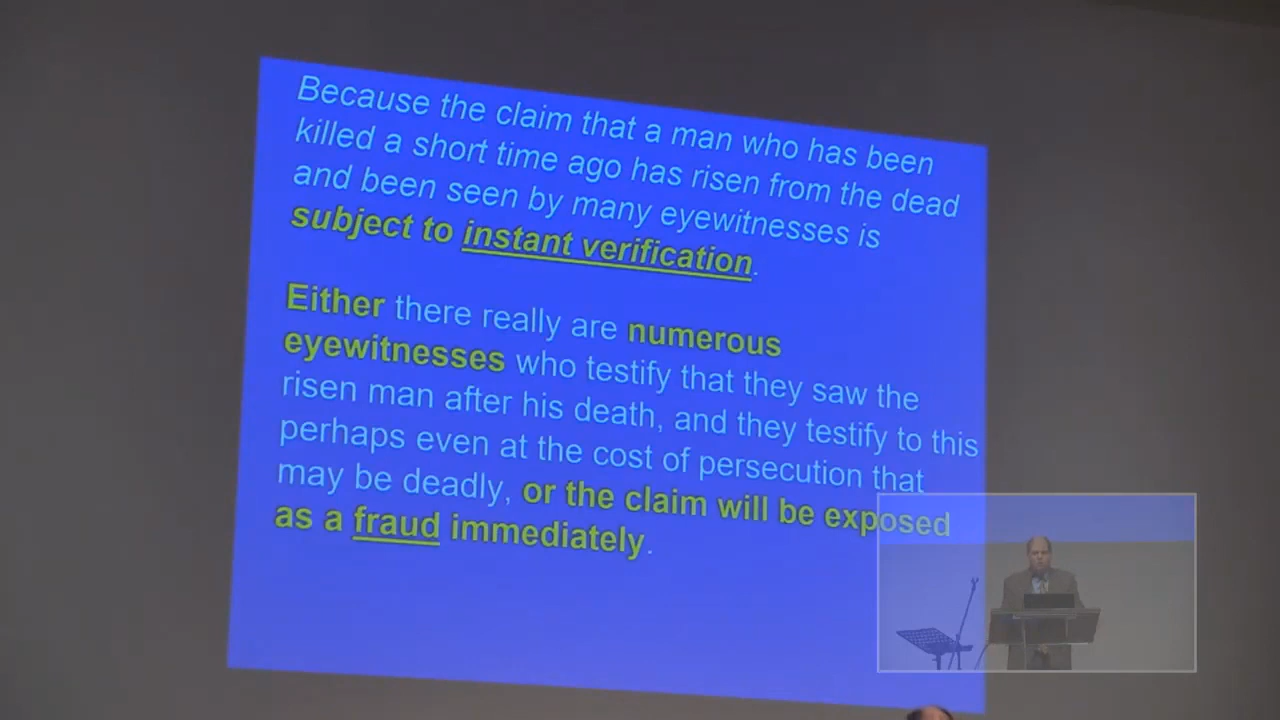 Because the claim that a man who has been
killed a short time ago has risen from the dead
and been seen by many eyewitnesses is
subject to instant verification.
Either there really are numerous
eyewitnesses who testify that they saw the
risen man after his death, and they testify to this
perhaps even at the cost of persecution that
may be deadly, or the claim will be exposed
as a fraud immediately.